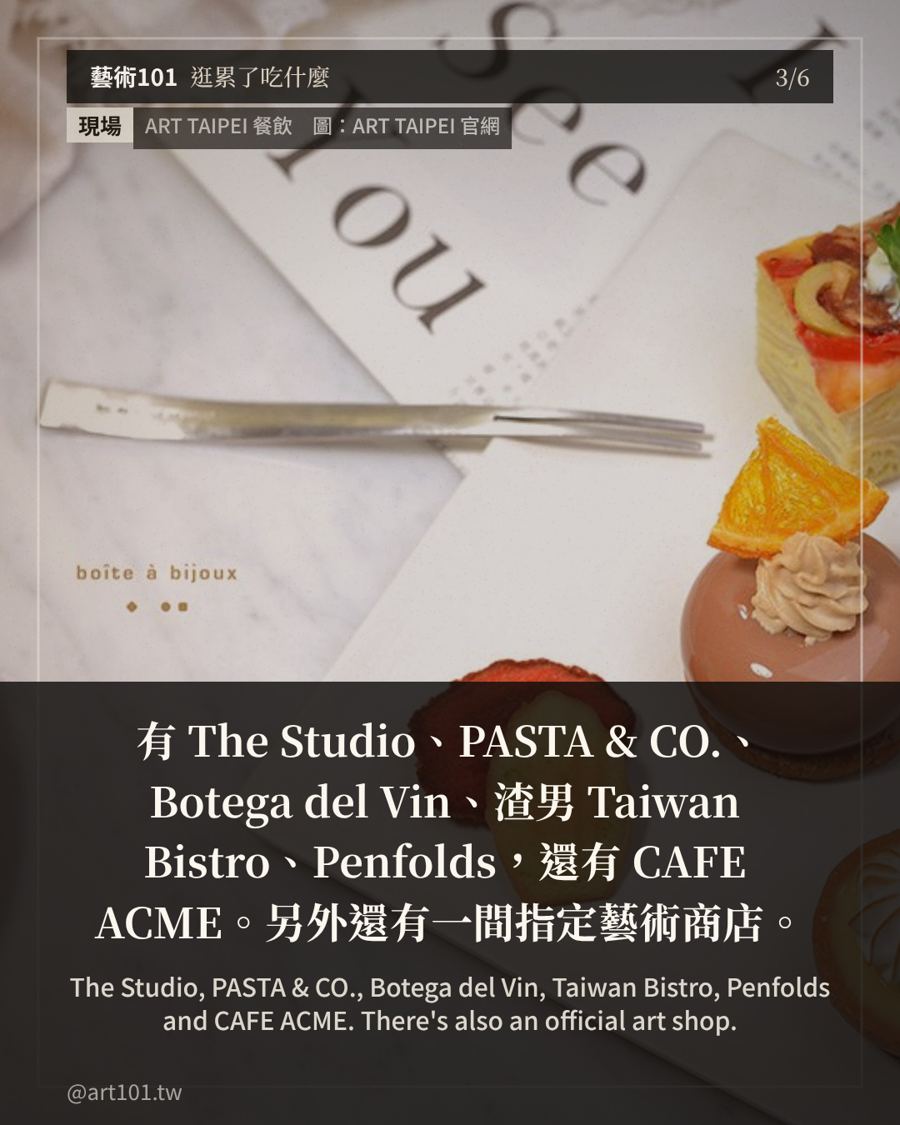 藝術101 逛累了吃什麼 3/6
現場 ART TAIPEI 餐飲 圖：ART TAIPEI 官網
See
You
boîte à bijoux
有 The Studio、PASTA & CO.、
Botega del Vin、渣男 Taiwan
Bistro、Penfolds，還有 CAFE
ACME。另外還有一間指定藝術商店。
The Studio, PASTA & CO., Botega del Vin, Taiwan Bistro, Penfolds
and CAFE ACME. There's also an official art shop.
@art101.tw